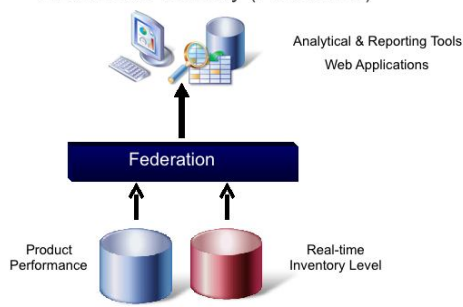 Analytical & Reporting Tools
Web Applications
Federation
Product
Performance
Real-time
Inventory Level